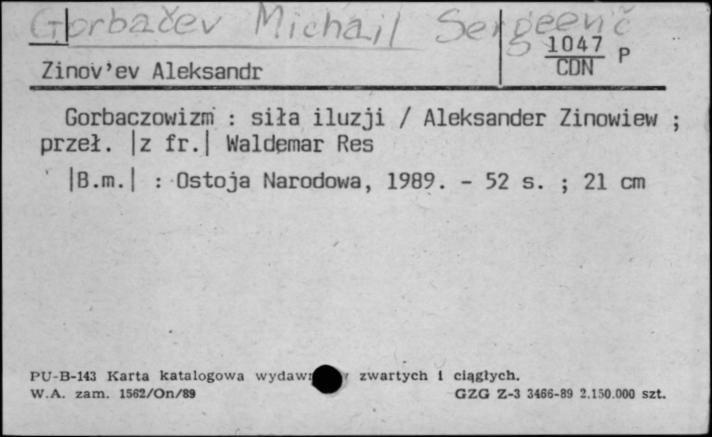 Gorbačev Michail Sergeevič
1047 P
CDN
Zinov'ev Aleksandr
Gorbaczowizm : siła iluzji / Aleksander Zinowiew ;
przeł. |z fr.| Waldemar Res
|B.m.| : Ostoja Narodowa, 1989. - 52 s. ; 21 cm
PU-B-143 Karta katalogowa zwartych i ciągłych.
W.A. zam. 1562/On/89 GZG Z-3 3466-89 2.150.000 szt.